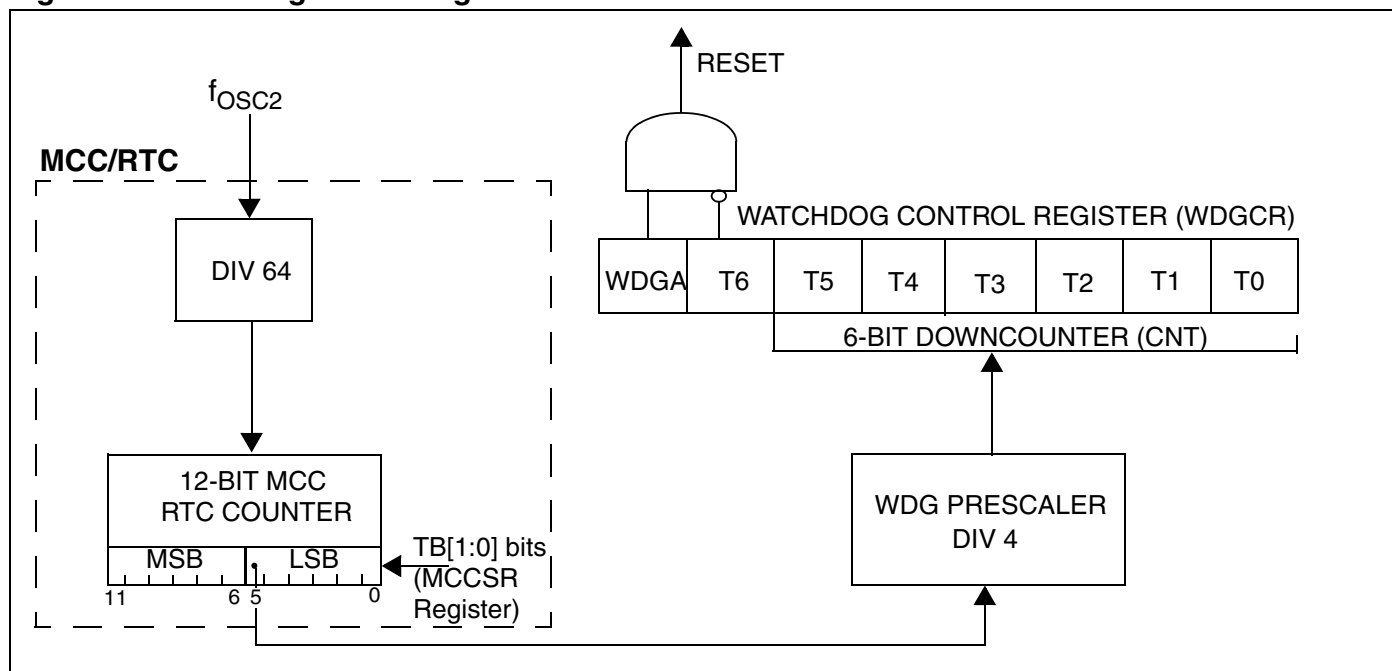 RESET
fOSC2
MCC/RTC
WATCHDOG CONTROL REGISTER (WDGCR)
DIV 64
WDGA T6 T5 T4 T3 T2 T1 T0
6-BIT DOWNCOUNTER (CNT)
12-BIT MCC
RTC COUNTER
WDG PRESCALER
DIV 4
MSB LSB
TB[1:0] bits
(MCCSR
Register)
11 6 5 0